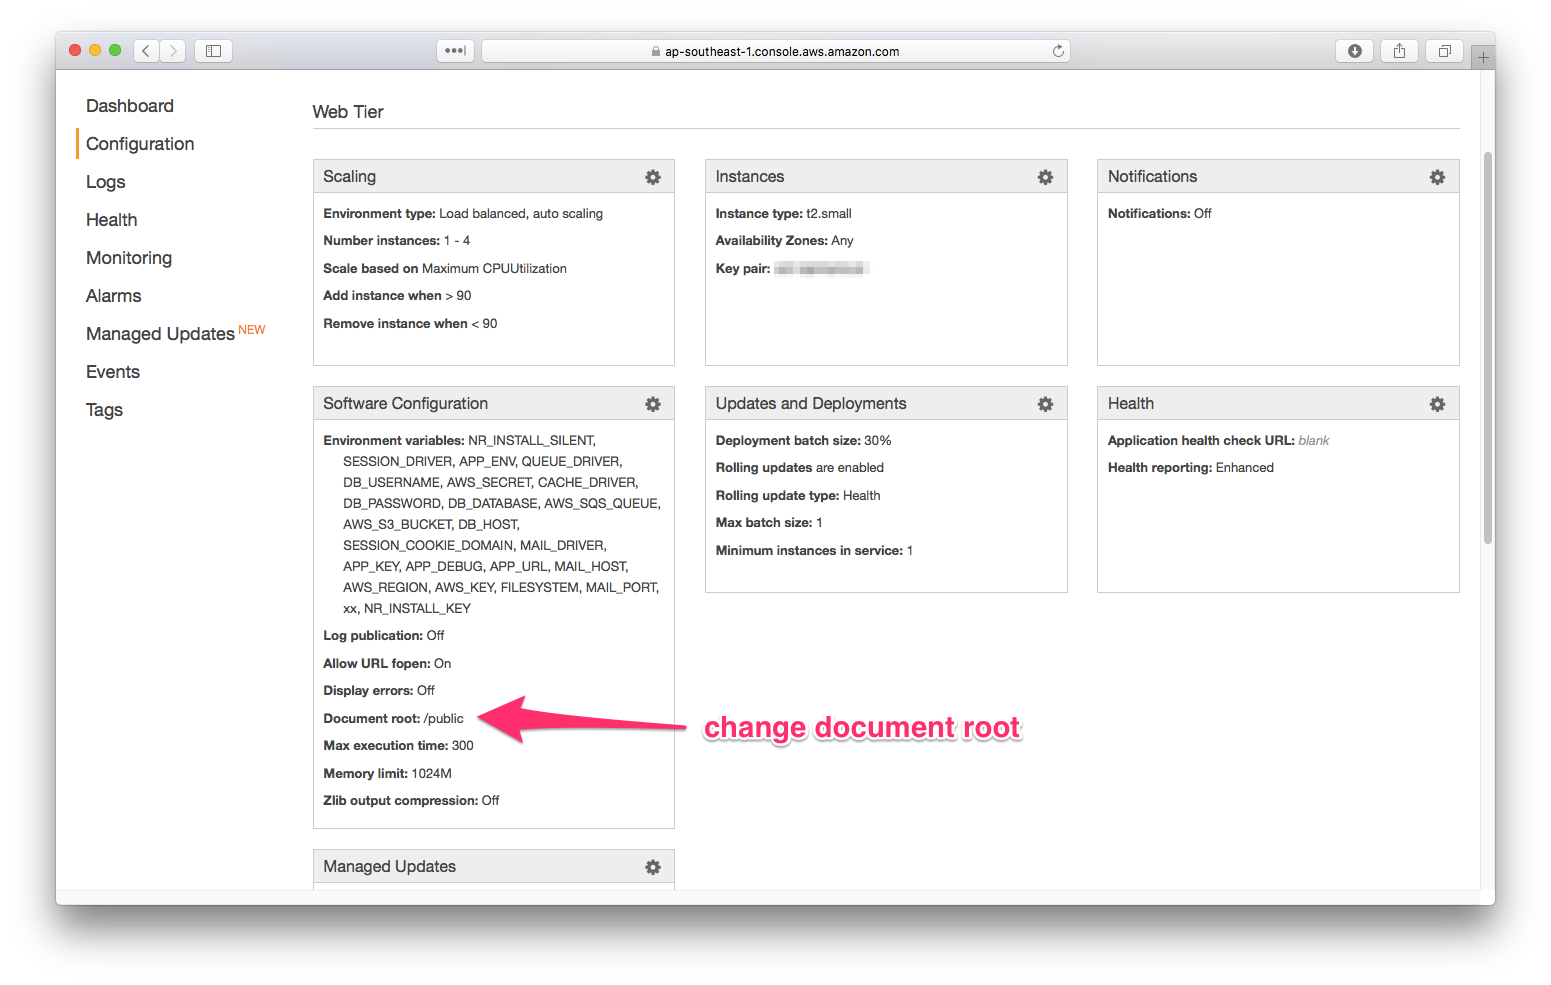 ap-southeast-1.console.aws.amazon.com
Dashboard
Configuration
Logs
Health
Monitoring
Alarms
Managed Updates NEW
Events
Tags
Web Tier
Scaling
Environment type: Load balanced, auto scaling
Number instances: 1 - 4
Scale based on Maximum CPUUtilization
Add instance when > 90
Remove instance when < 90
Instances
Instance type: t2.small
Availability Zones: Any
Key pair:
Notifications
Notifications: Off
Software Configuration
Environment variables: NR_INSTALL_SILENT,
SESSION_DRIVER, APP_ENV, QUEUE_DRIVER,
DB_USERNAME, AWS_SECRET, CACHE_DRIVER,
DB_PASSWORD, DB_DATABASE, AWS_SQS_QUEUE,
AWS_S3_BUCKET, DB_HOST,
SESSION_COOKIE_DOMAIN, MAIL_DRIVER,
APP_KEY, APP_DEBUG, APP_URL, MAIL_HOST,
AWS_REGION, AWS_KEY, FILESYSTEM, MAIL_PORT,
xx, NR_INSTALL_KEY
Log publication: Off
Allow URL fopen: On
Display errors: Off
Document root: /public
Max execution time: 300
Memory limit: 1024M
Zlib output compression: Off
change document root
Updates and Deployments
Deployment batch size: 30%
Rolling updates are enabled
Rolling update type: Health
Max batch size: 1
Minimum instances in service: 1
Health
Application health check URL: blank
Health reporting: Enhanced
Managed Updates